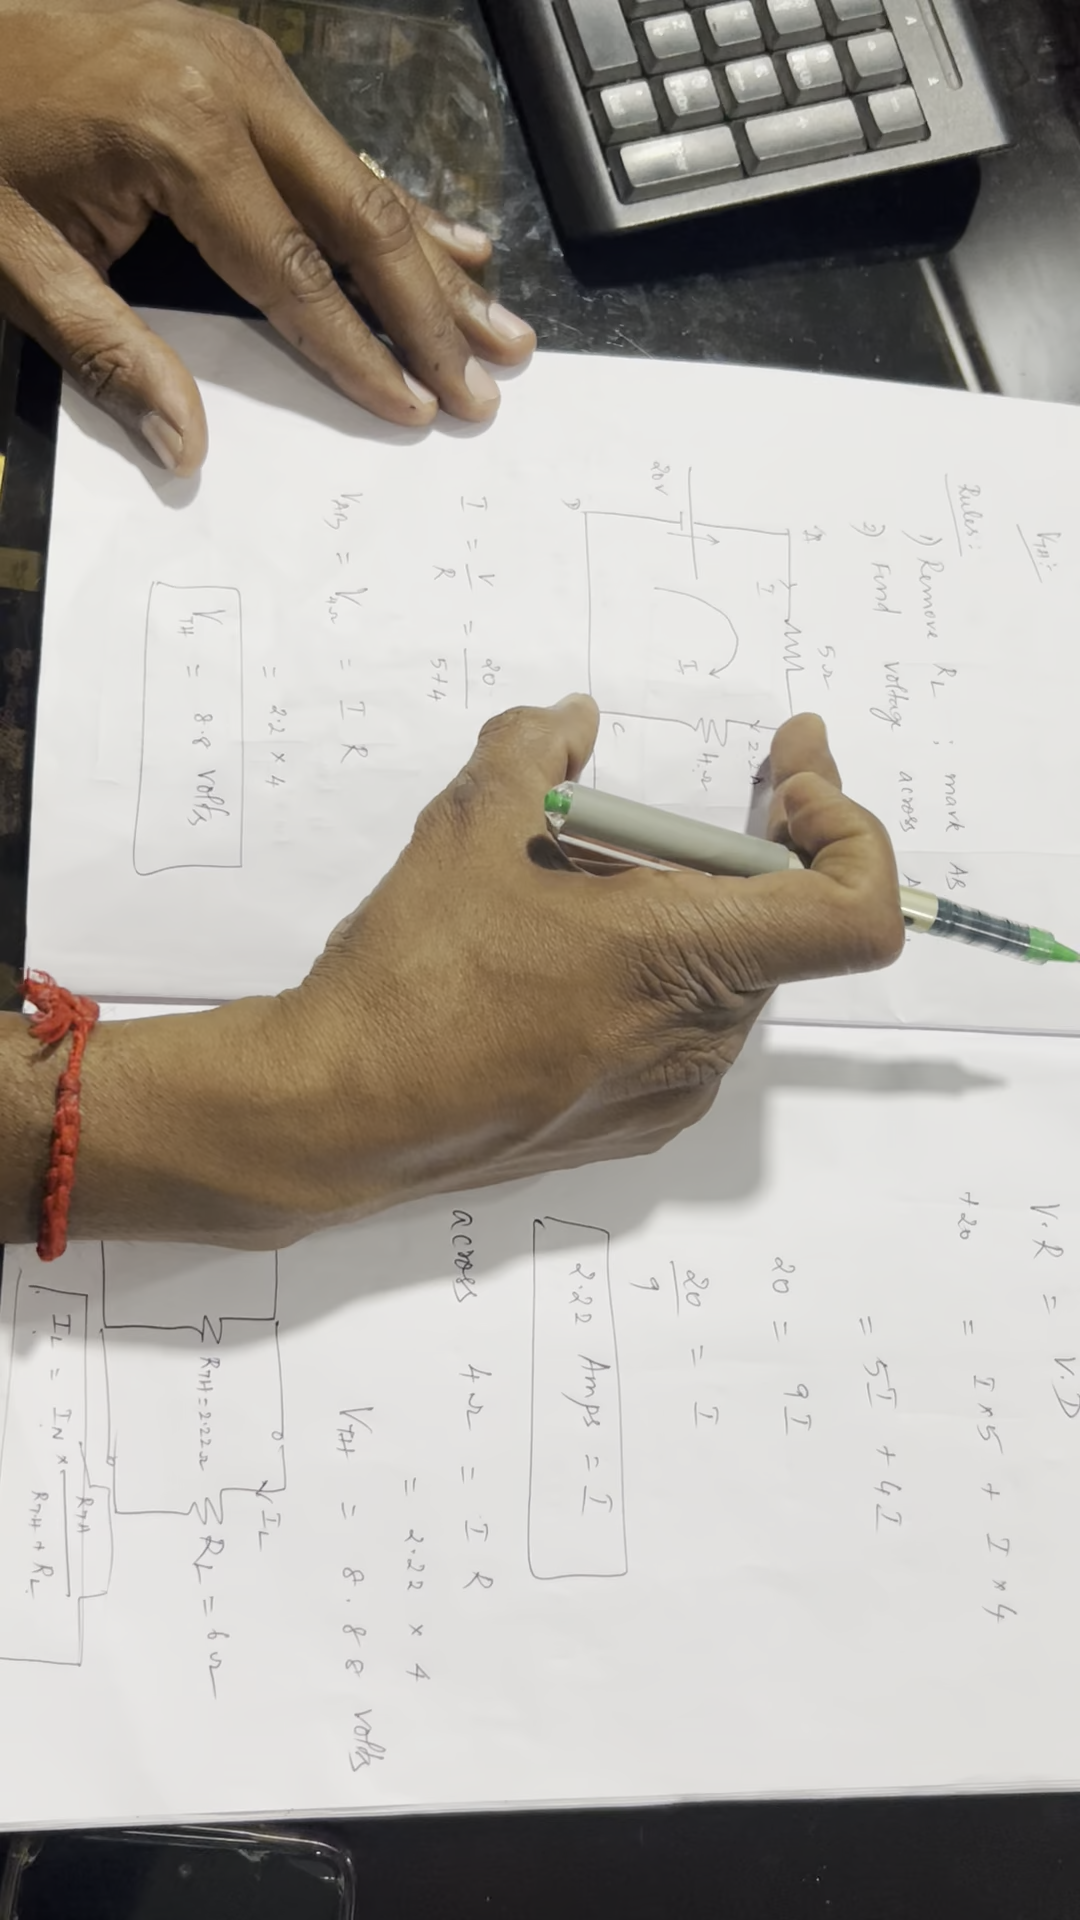 VTH:
Rules:
1) Remove RL ; mark AB
2) Find voltage across A
5Ω
I
20V
I
2.2A
4Ω
D
C
I = V/R = 20/5+4
VAB = V4Ω = I R
= 2.2 × 4
VTH = 8.8 volts
V.R = V.D
+20 = I×5 + I×4
= 5I + 4I
20 = 9I
20/9 = I
2.22 Amps = I
across 4Ω = I R
= 2.22 × 4
VTH = 8.88 volts
IL
RTH=2.22Ω
RL = 6Ω
IL = IN × RTH/RTH + RL